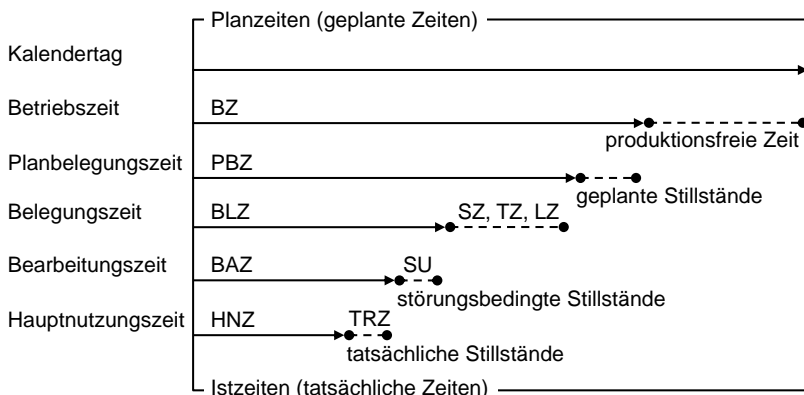 Planzeiten (geplante Zeiten)
Kalendertag
Betriebszeit BZ
produktionsfreie Zeit
Planbelegungszeit PBZ
geplante Stillstände
Belegungszeit BLZ SZ, TZ, LZ
Bearbeitungszeit BAZ SU
störungsbedingte Stillstände
Hauptnutzungszeit HNZ TRZ
tatsächliche Stillstände
Istzeiten (tatsächliche Zeiten)